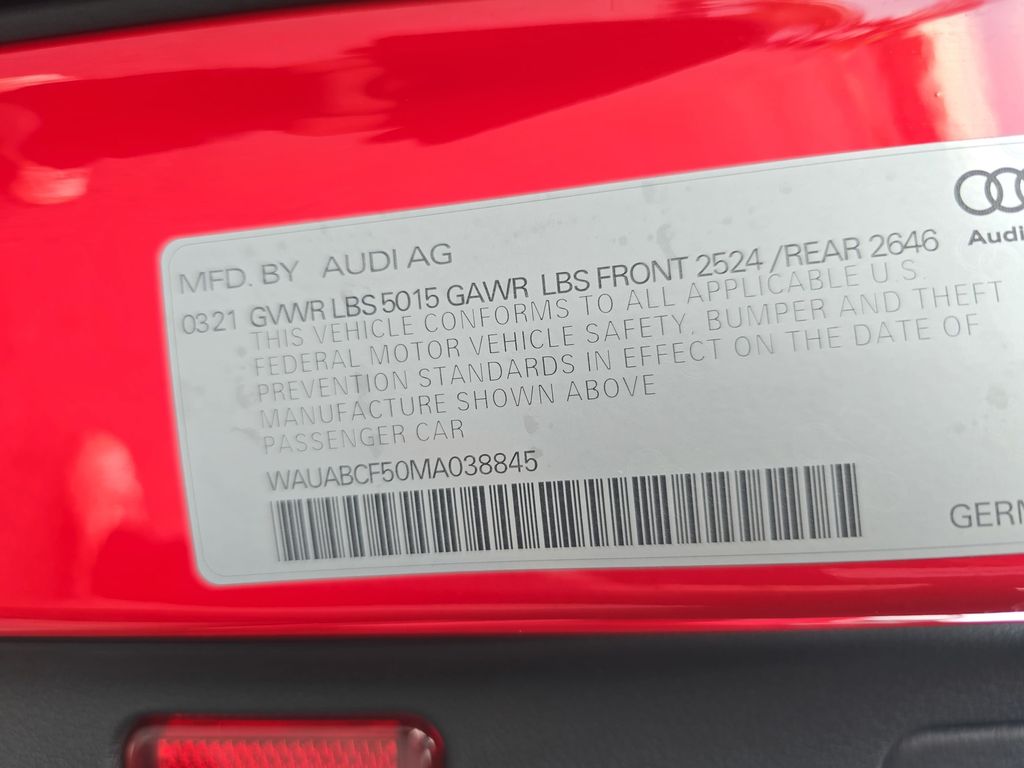 Audi
MFD. BY AUDI AG
0321 GVWR LBS 5015 GAWR LBS FRONT 2524 /REAR 2646
THIS VEHICLE CONFORMS TO ALL APPLICABLE U.S.
FEDERAL MOTOR VEHICLE SAFETY, BUMPER AND THEFT
PREVENTION STANDARDS IN EFFECT ON THE DATE OF
MANUFACTURE SHOWN ABOVE
PASSENGER CAR
WAUABCF50MA038845
GERM